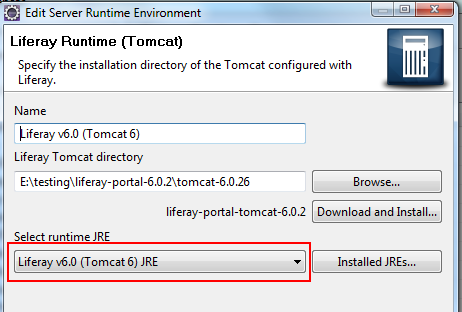 Edit Server Runtime Environment
Liferay Runtime (Tomcat)
Specify the installation directory of the Tomcat configured with
Liferay.
Name
Liferay v6.0 (Tomcat 6)
Liferay Tomcat directory
E:\testing\liferay-portal-6.0.2\tomcat-6.0.26
Browse...
liferay-portal-tomcat-6.0.2
Download and Install...
Select runtime JRE
Liferay v6.0 (Tomcat 6) JRE
Installed JREs...